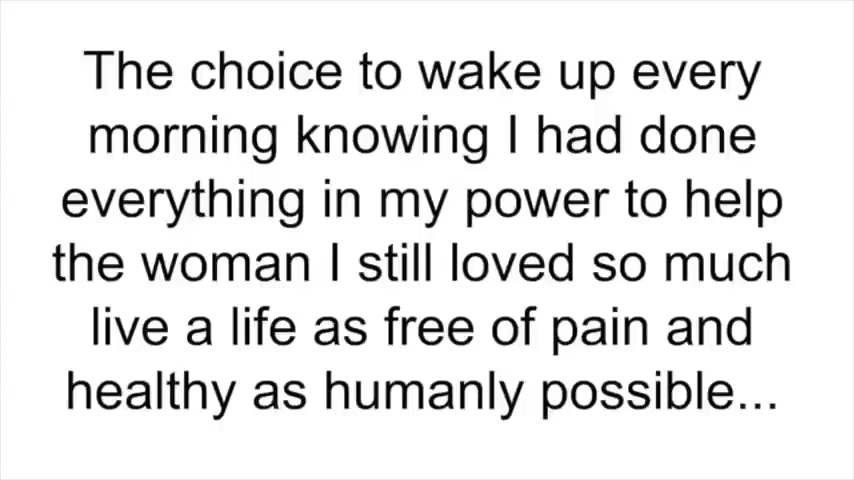 The choice to wake up every
morning knowing I had done
everything in my power to help
the woman I still loved so much
live a life as free of pain and
healthy as humanly possible...